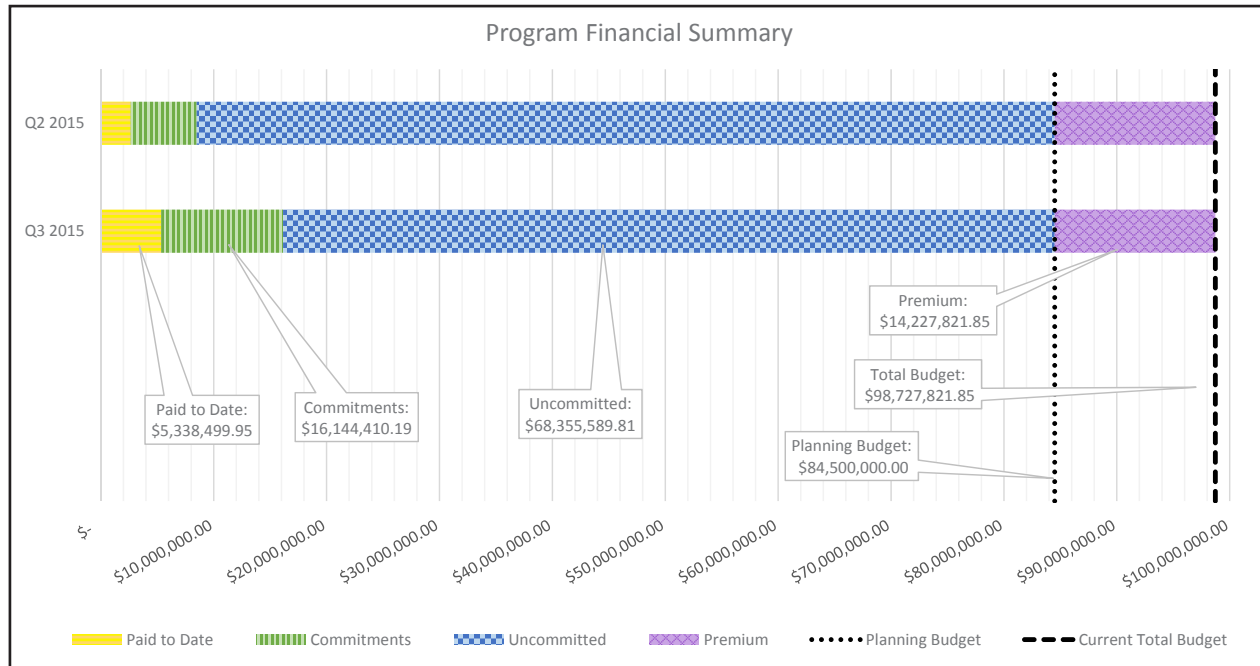 Program Financial Summary
Q2 2015
Q3 2015
Premium:
$14,227,821.85
Total Budget:
$98,727,821.85
Paid to Date:
$5,338,499.95
Commitments:
$16,144,410.19
Uncommitted:
$68,355,589.81
Planning Budget:
$84,500,000.00
$-
$10,000,000.00
$20,000,000.00
$30,000,000.00
$40,000,000.00
$50,000,000.00
$60,000,000.00
$70,000,000.00
$80,000,000.00
$90,000,000.00
$100,000,000.00
Paid to Date
Commitments
Uncommitted
Premium
Planning Budget
Current Total Budget